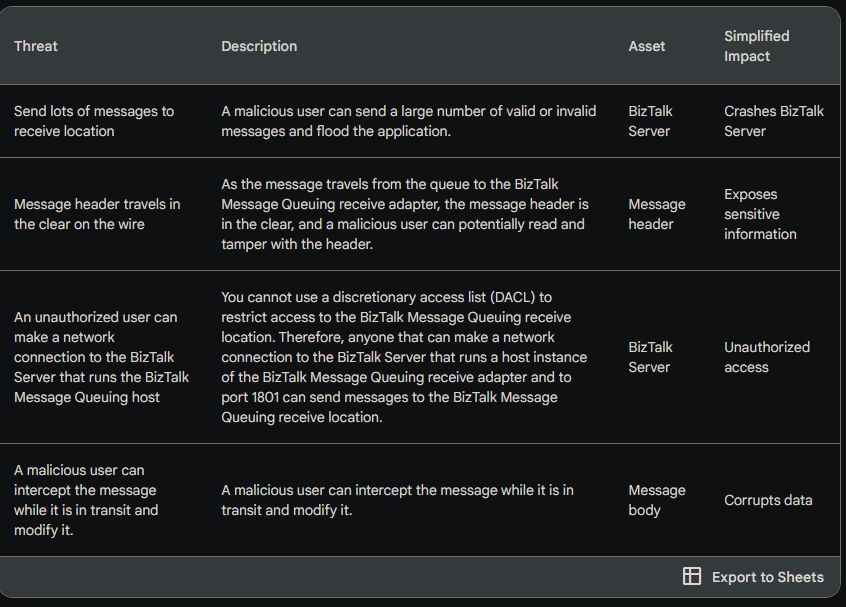 Threat
Description
Asset
Simplified
Impact
Send lots of messages to
receive location
A malicious user can send a large number of valid or invalid
messages and flood the application.
BizTalk
Server
Crashes BizTalk
Server
Message header travels in
the clear on the wire
As the message travels from the queue to the BizTalk
Message Queuing receive adapter, the message header is
in the clear, and a malicious user can potentially read and
tamper with the header.
Message
header
Exposes
sensitive
information
An unauthorized user can
make a network
connection to the BizTalk
Server that runs the BizTalk
Message Queuing host
You cannot use a discretionary access list (DACL) to
restrict access to the BizTalk Message Queuing receive
location. Therefore, anyone that can make a network
connection to the BizTalk Server that runs a host instance
of the BizTalk Message Queuing receive adapter and to
port 1801 can send messages to the BizTalk Message
Queuing receive location.
BizTalk
Server
Unauthorized
access
A malicious user can
intercept the message
while it is in transit and
modify it.
A malicious user can intercept the message while it is in
transit and modify it.
Message
body
Corrupts data
Export to Sheets